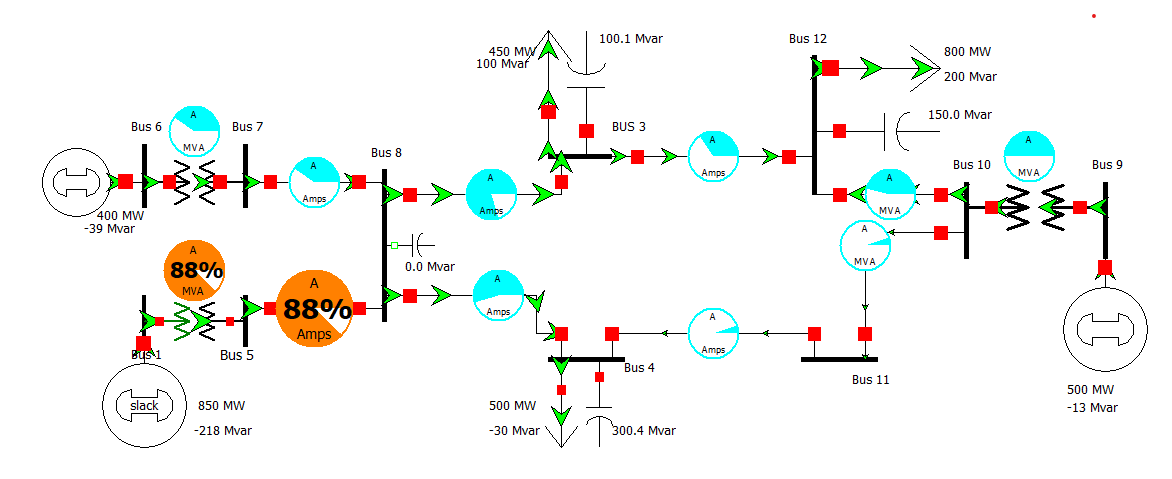 450 MW
100 Mvar
100.1 Mvar
Bus 12
800 MW
200 Mvar
150.0 Mvar
Bus 6
A
MVA
Bus 7
Bus 8
BUS 3
A
Amps
A
Amps
A
Amps
Bus 10
A
MVA
Bus 9
A
MVA
400 MW
-39 Mvar
A
MVA
0.0 Mvar
A
88%
MVA
A
88%
Amps
A
Amps
A
Amps
Bus 1
Bus 5
Bus 4
Bus 11
slack
850 MW
-218 Mvar
500 MW
-30 Mvar
300.4 Mvar
500 MW
-13 Mvar